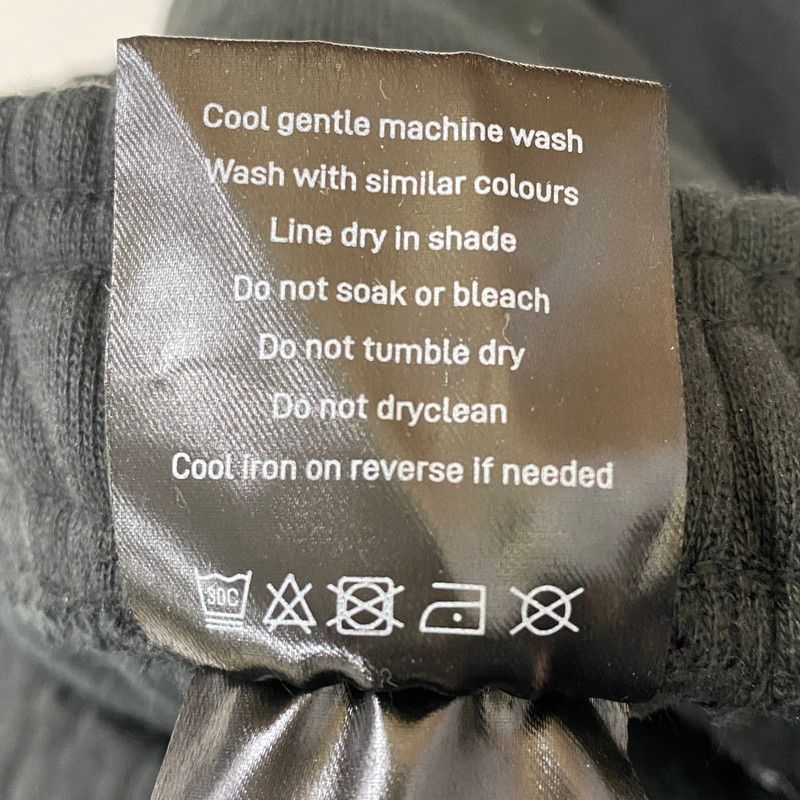 Cool gentle machine wash
Wash with similar colours
Line dry in shade
Do not soak or bleach
Do not tumble dry
Do not dryclean
Cool iron on reverse if needed
30C